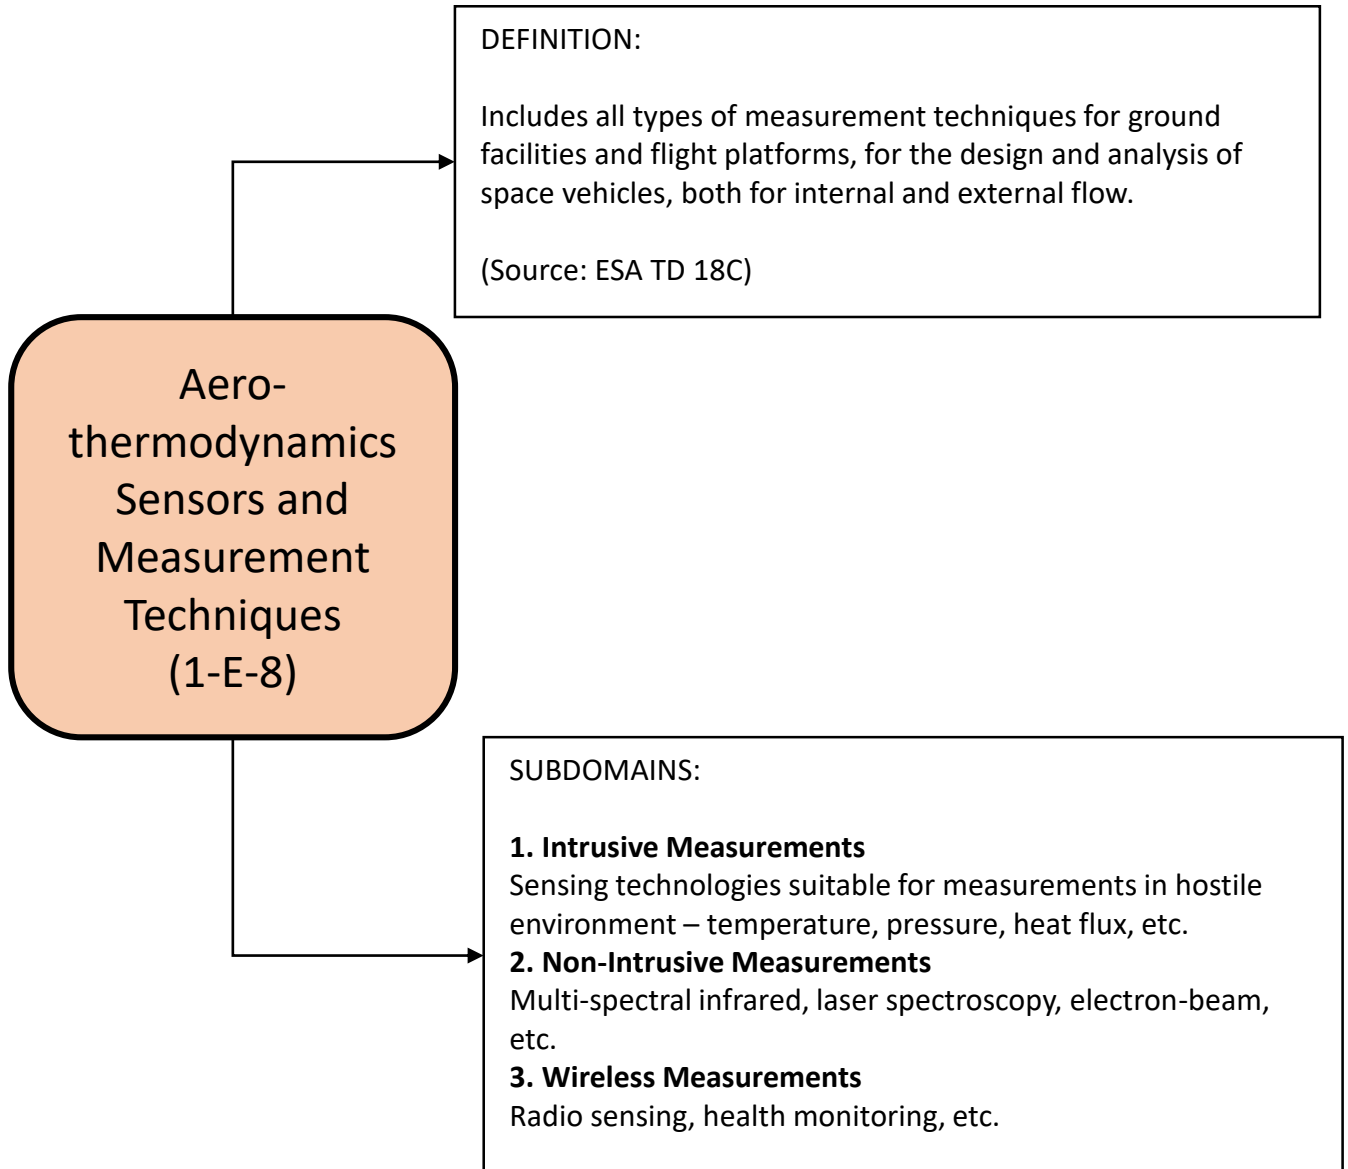 DEFINITION:
Includes all types of measurement techniques for ground
facilities and flight platforms, for the design and analysis of
space vehicles, both for internal and external flow.
(Source: ESA TD 18C)
Aero-
thermodynamics
Sensors and
Measurement
Techniques
(1-E-8)
SUBDOMAINS:
1. Intrusive Measurements
Sensing technologies suitable for measurements in hostile
environment – temperature, pressure, heat flux, etc.
2. Non-Intrusive Measurements
Multi-spectral infrared, laser spectroscopy, electron-beam,
etc.
3. Wireless Measurements
Radio sensing, health monitoring, etc.